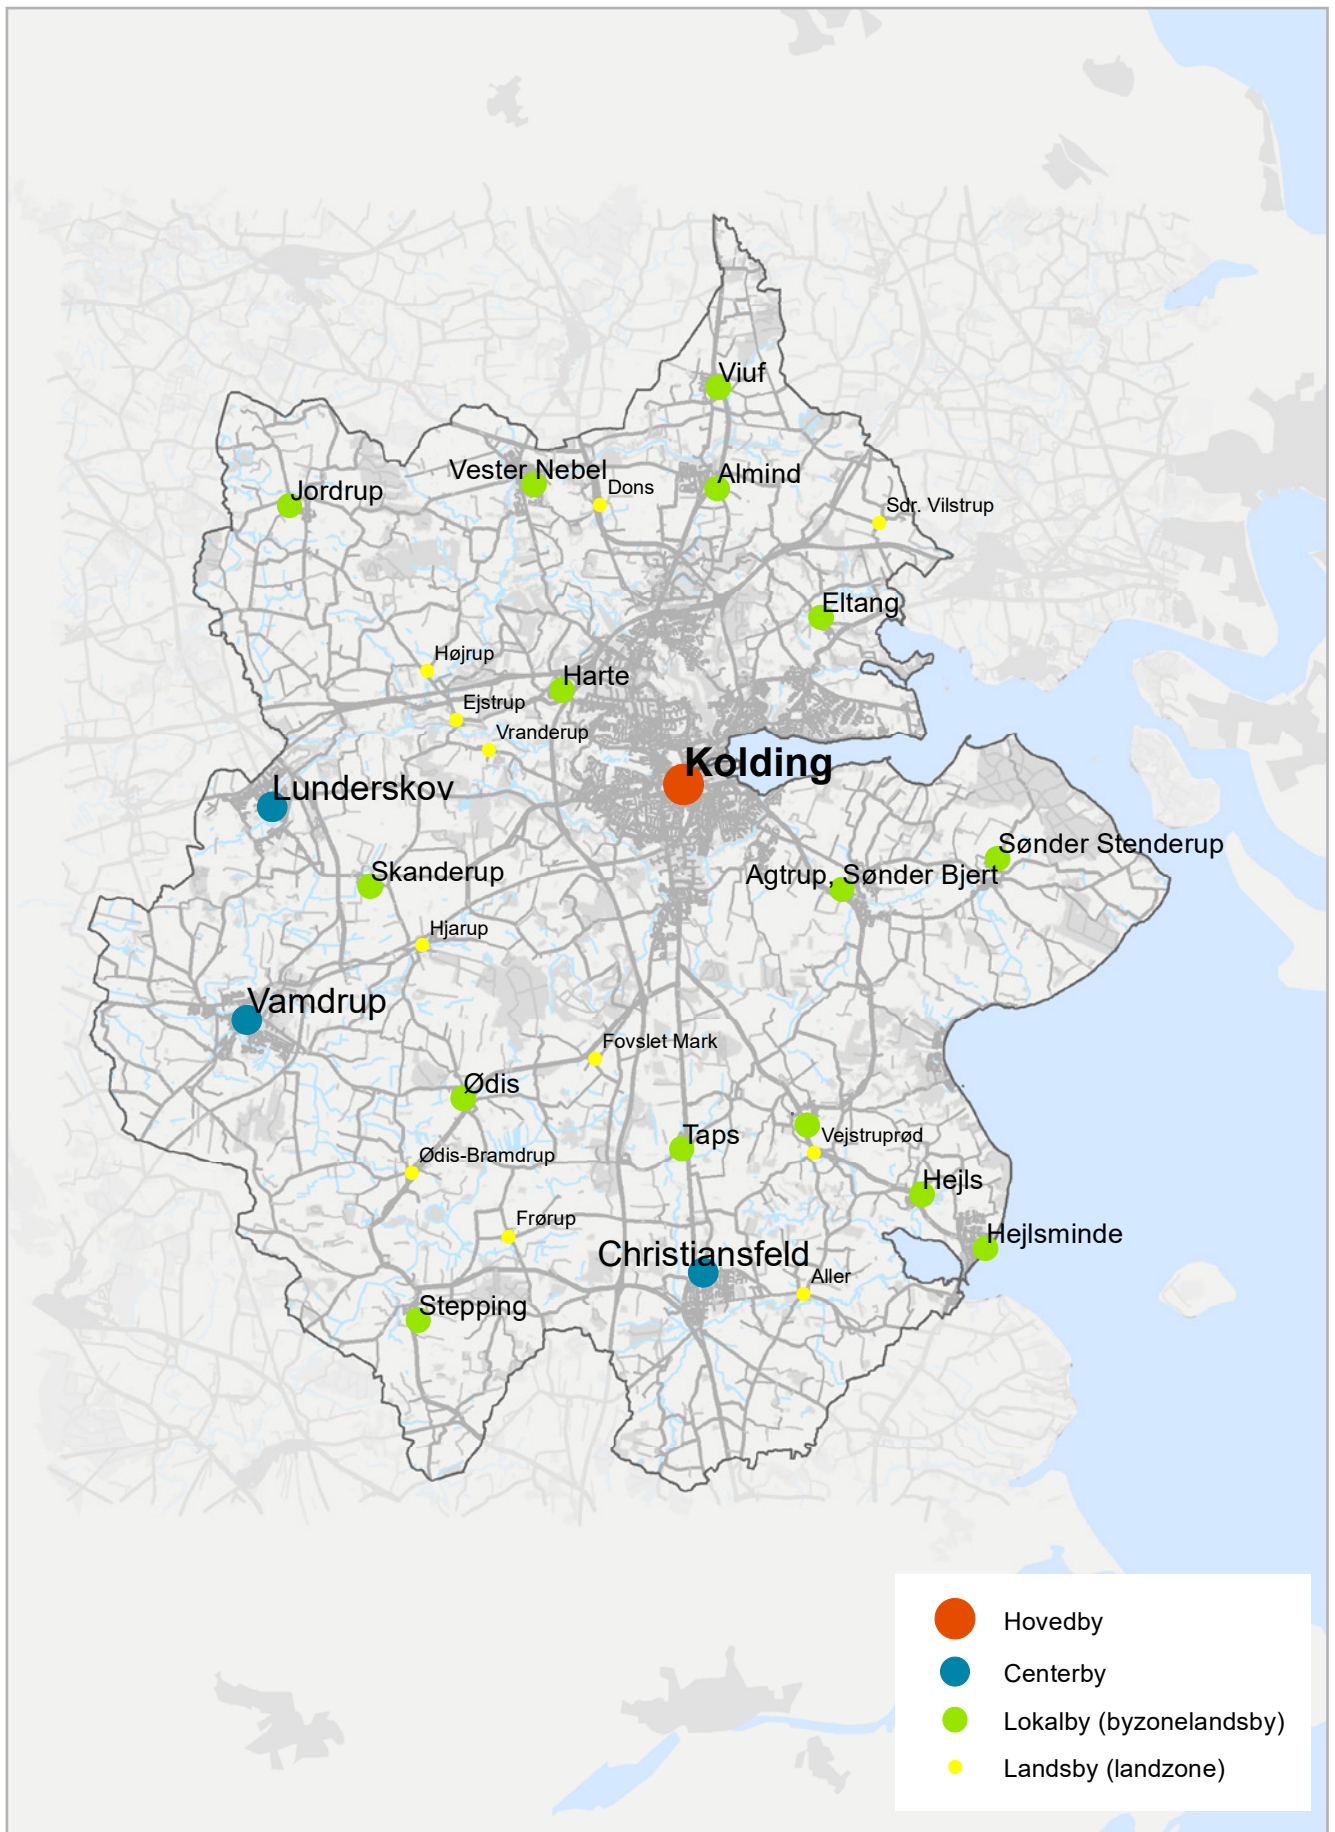 Viuf
Vester Nebel
Almind
Jordrup
Dons
Sdr. Vilstrup
Eltang
Højrup
Harte
Ejstrup
Vranderup
Kolding
Lunderskov
Sønder Stenderup
Skanderup
Agtrup, Sønder Bjert
Hjarup
Vamdrup
Fovslet Mark
Ødis
Taps
Vejstruprød
Ødis-Bramdrup
Hejls
Frørup
Hejlsminde
Christiansfeld
Aller
Stepping
Hovedby
Centerby
Lokalby (byzonelandsby)
Landsby (landzone)